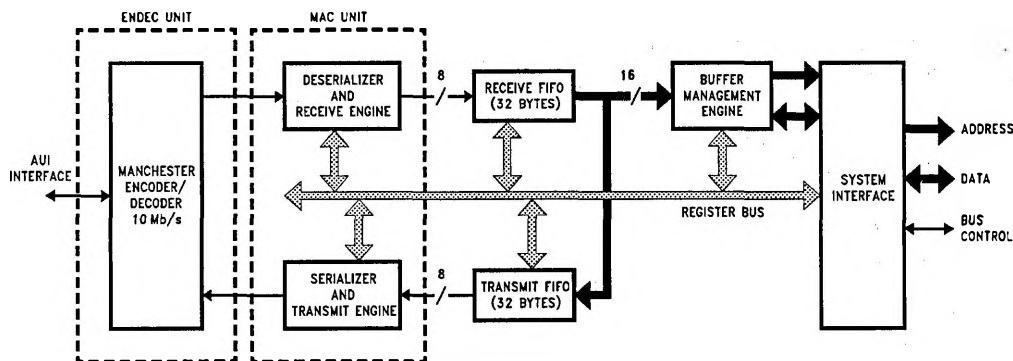 ENDEC UNIT
MAC UNIT
DESERIALIZER
AND
RECEIVE ENGINE
8
RECEIVE FIFO
(32 BYTES)
16
BUFFER
MANAGEMENT
ENGINE
AUI
INTERFACE
MANCHESTER
ENCODER/
DECODER
10 Mb/s
REGISTER BUS
SYSTEM
INTERFACE
ADDRESS
DATA
BUS
CONTROL
SERIALIZER
AND
TRANSMIT ENGINE
8
TRANSMIT FIFO
(32 BYTES)